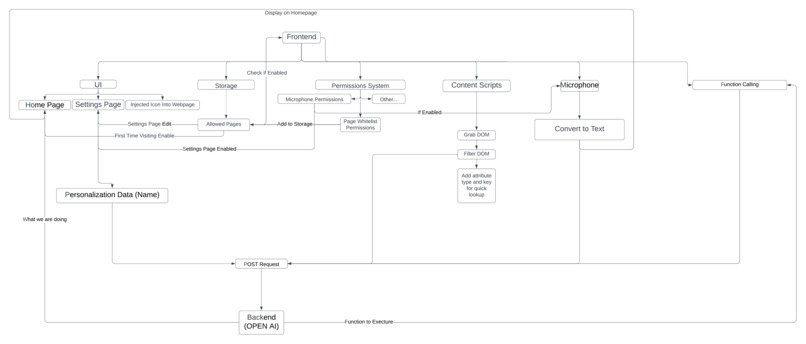 Display on Homepage
Frontend
Check if Enabled
UI
Storage
Permissions System
Content Scripts
Microphone
Function Calling
Home Page
Settings Page
Injected Icon Into Webpage
Microphone Permissions
Other...
If Enabled
Settings Page Edit
Allowed Pages
Add to Storage
Page Whitelist
Permissions
Convert to Text
First Time Visiting Enable
Grab DOM
Settings Page Enabled
Filter DOM
Add attribute
type and key
for quick
lookup
Personalization Data (Name)
What we are doing
POST Request
Backend
(OPEN AI)
Function to Execture